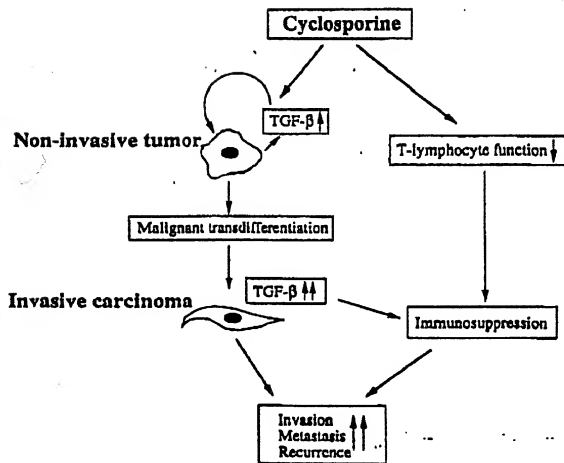 Cyclosporine
TGF-β ↑
Non-invasive tumor
T-lymphocyte function ↓
Malignant transdifferentiation
TGF-β ↑↑
Invasive carcinoma
Immunosuppression
Invasion
Metastasis ↑↑
Recurrence